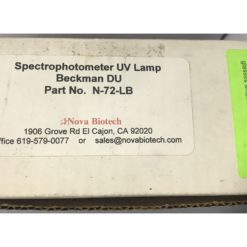 Spectrophotometer UV Lamp
Beckman DU
Part No. N-72-LB
Nova Biotech
1906 Grove Rd El Cajon, CA 92020
office 619-579-0077 or sales@novabiotech.com